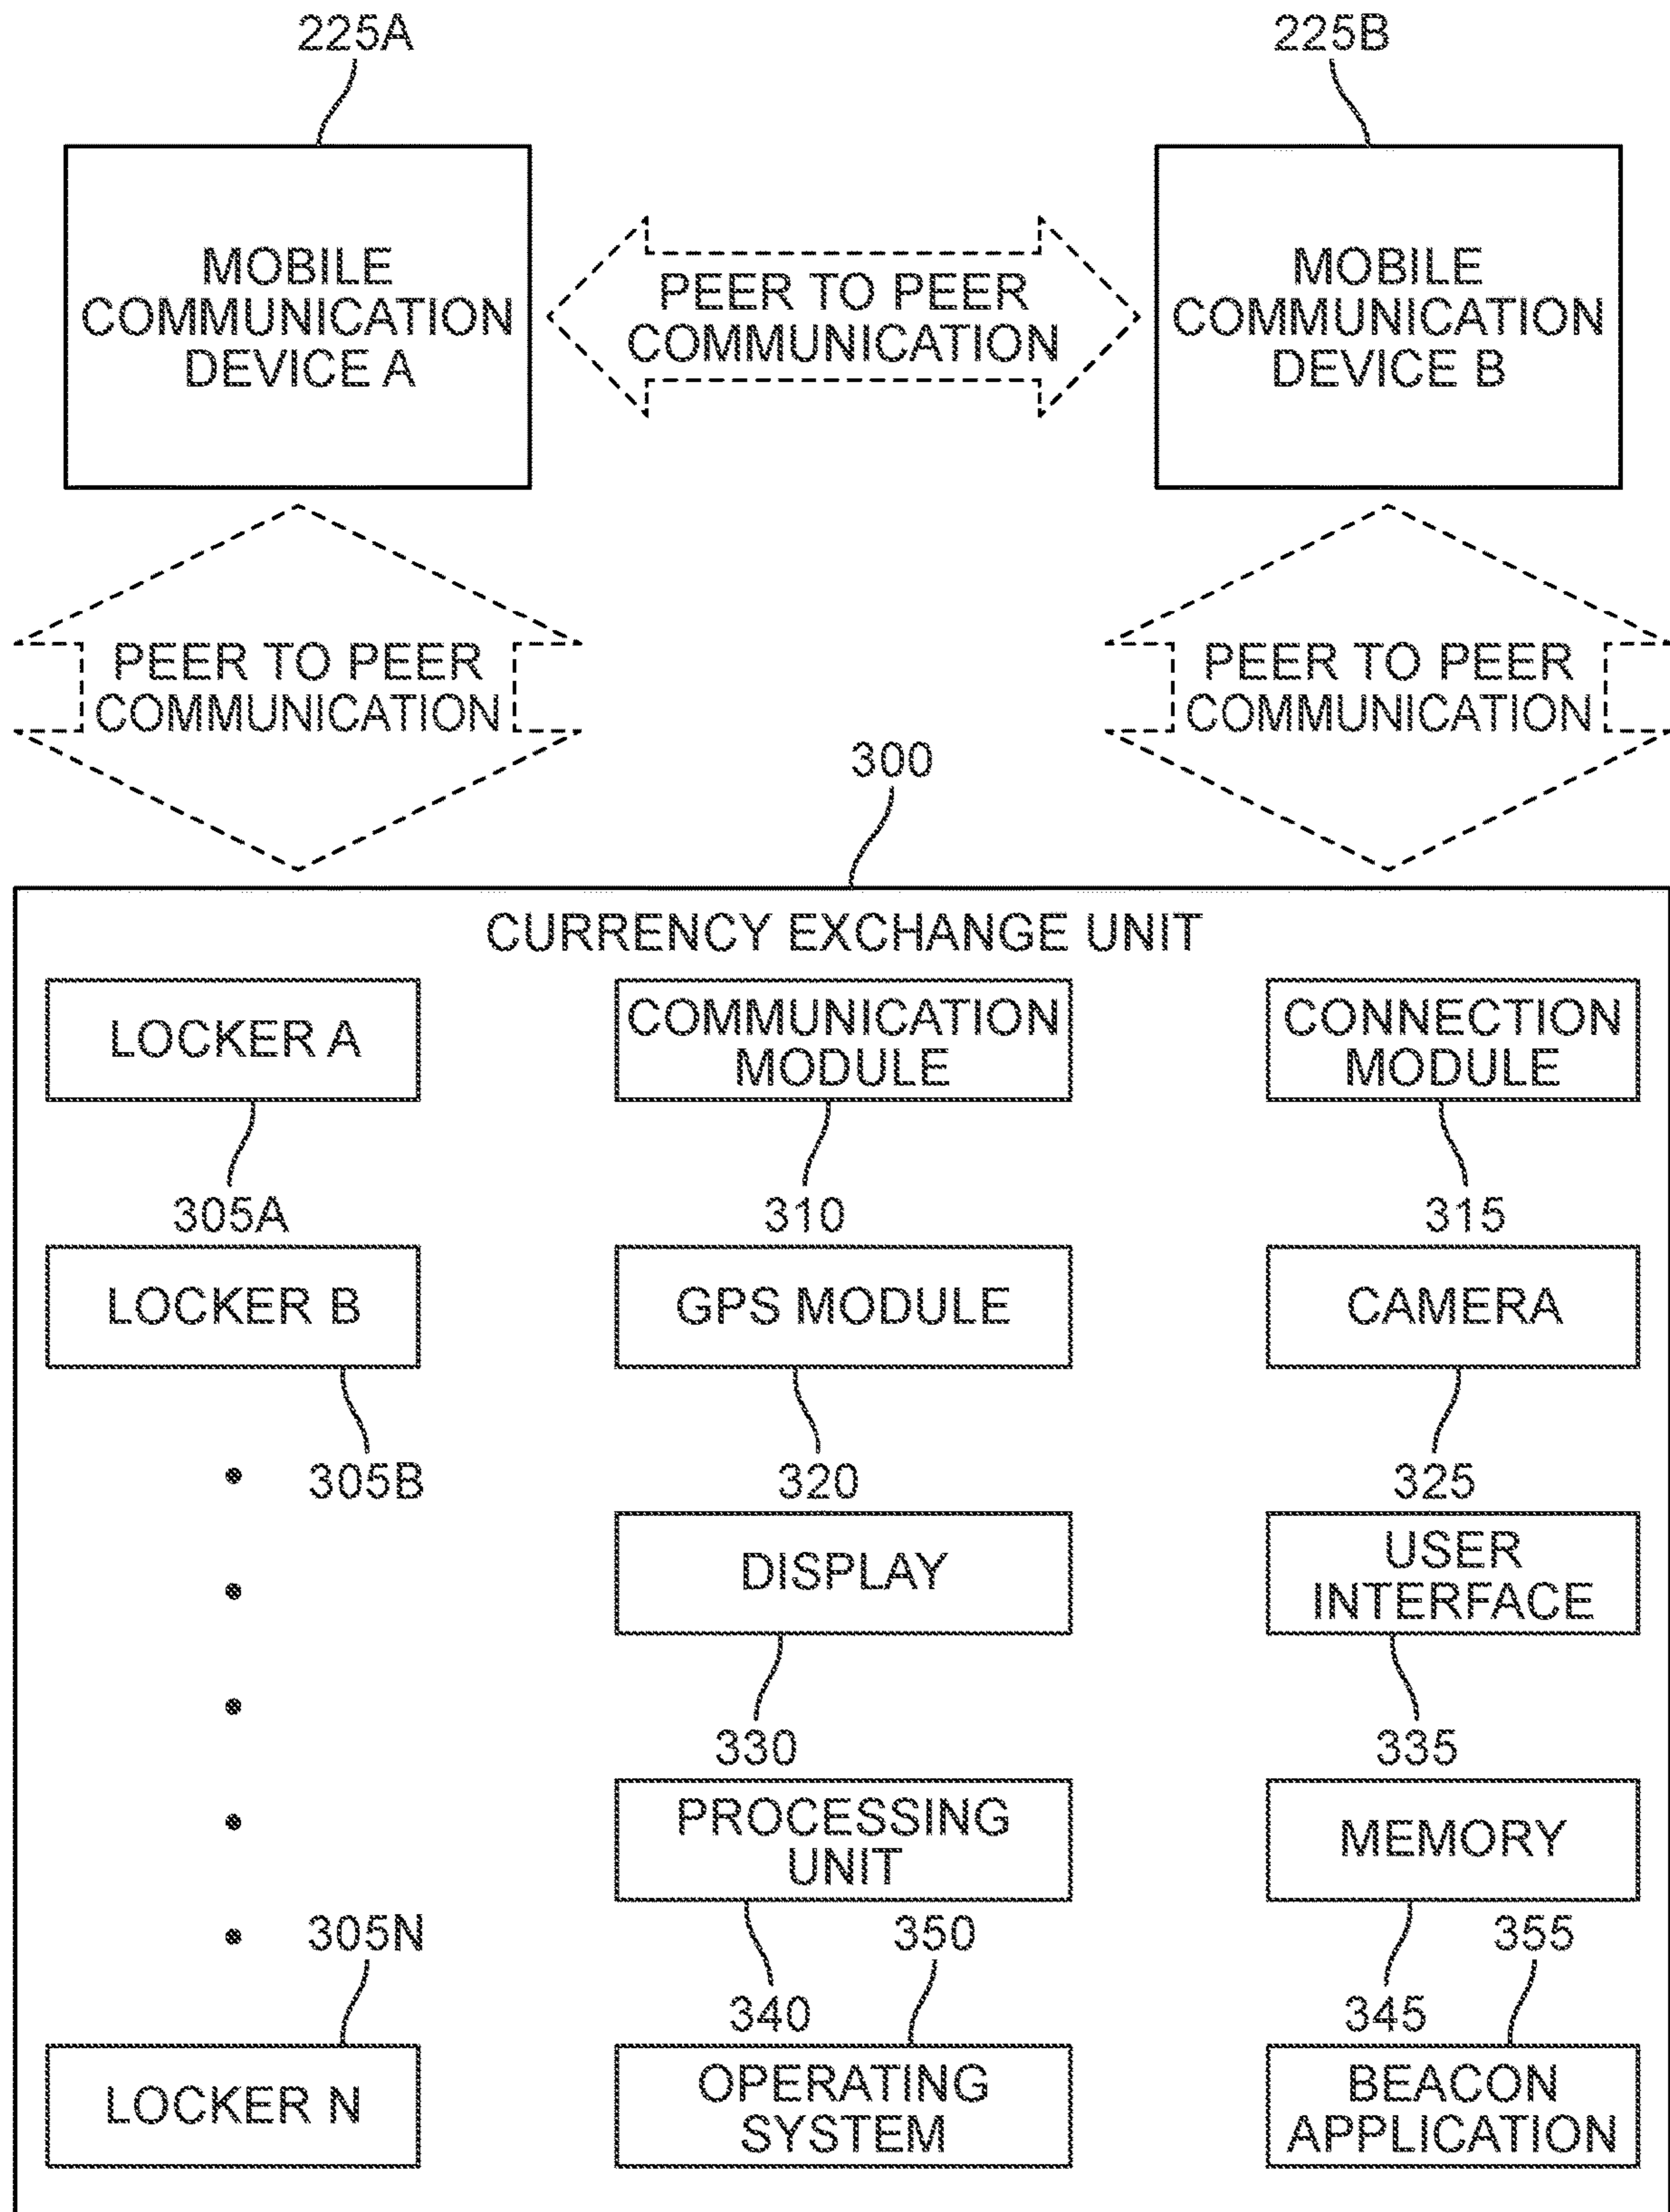 225A
225B
MOBILE
COMMUNICATION
DEVICE A
PEER TO PEER
COMMUNICATION
MOBILE
COMMUNICATION
DEVICE B
PEER TO PEER
COMMUNICATION
PEER TO PEER
COMMUNICATION
300
CURRENCY EXCHANGE UNIT
LOCKER A
COMMUNICATION
MODULE
CONNECTION
MODULE
305A
310
315
LOCKER B
GPS MODULE
CAMERA
305B
320
325
DISPLAY
USER
INTERFACE
330
335
PROCESSING
UNIT
MEMORY
305N
350
355
340
345
LOCKER N
OPERATING
SYSTEM
BEACON
APPLICATION